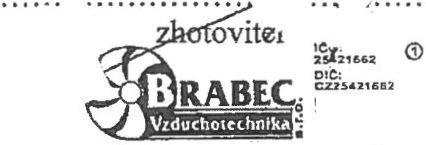 zhotovitel
IČ: 25421662
①
DIČ:
CZ25421662
BRABEC
Vzduchotechnika
s.r.o.